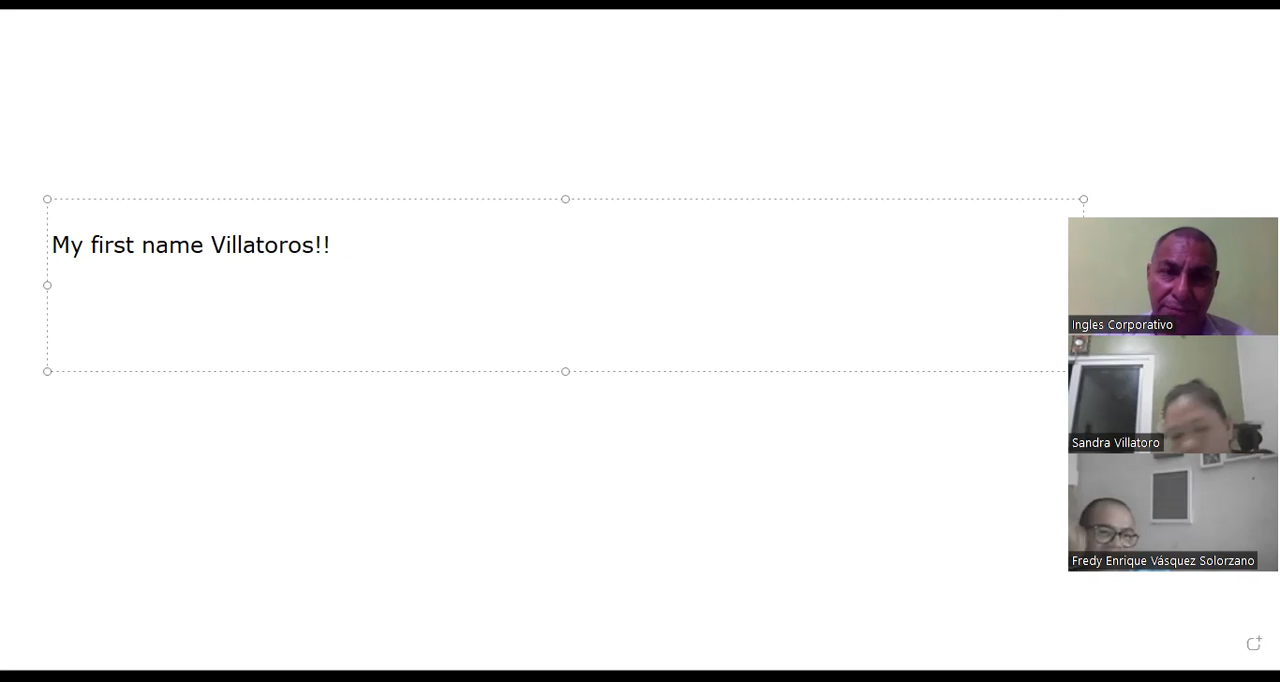 My first name Villatoros!!
Ingles Corporativo
Sandra Villatoro
Fredy Enrique Vásquez Solorzano